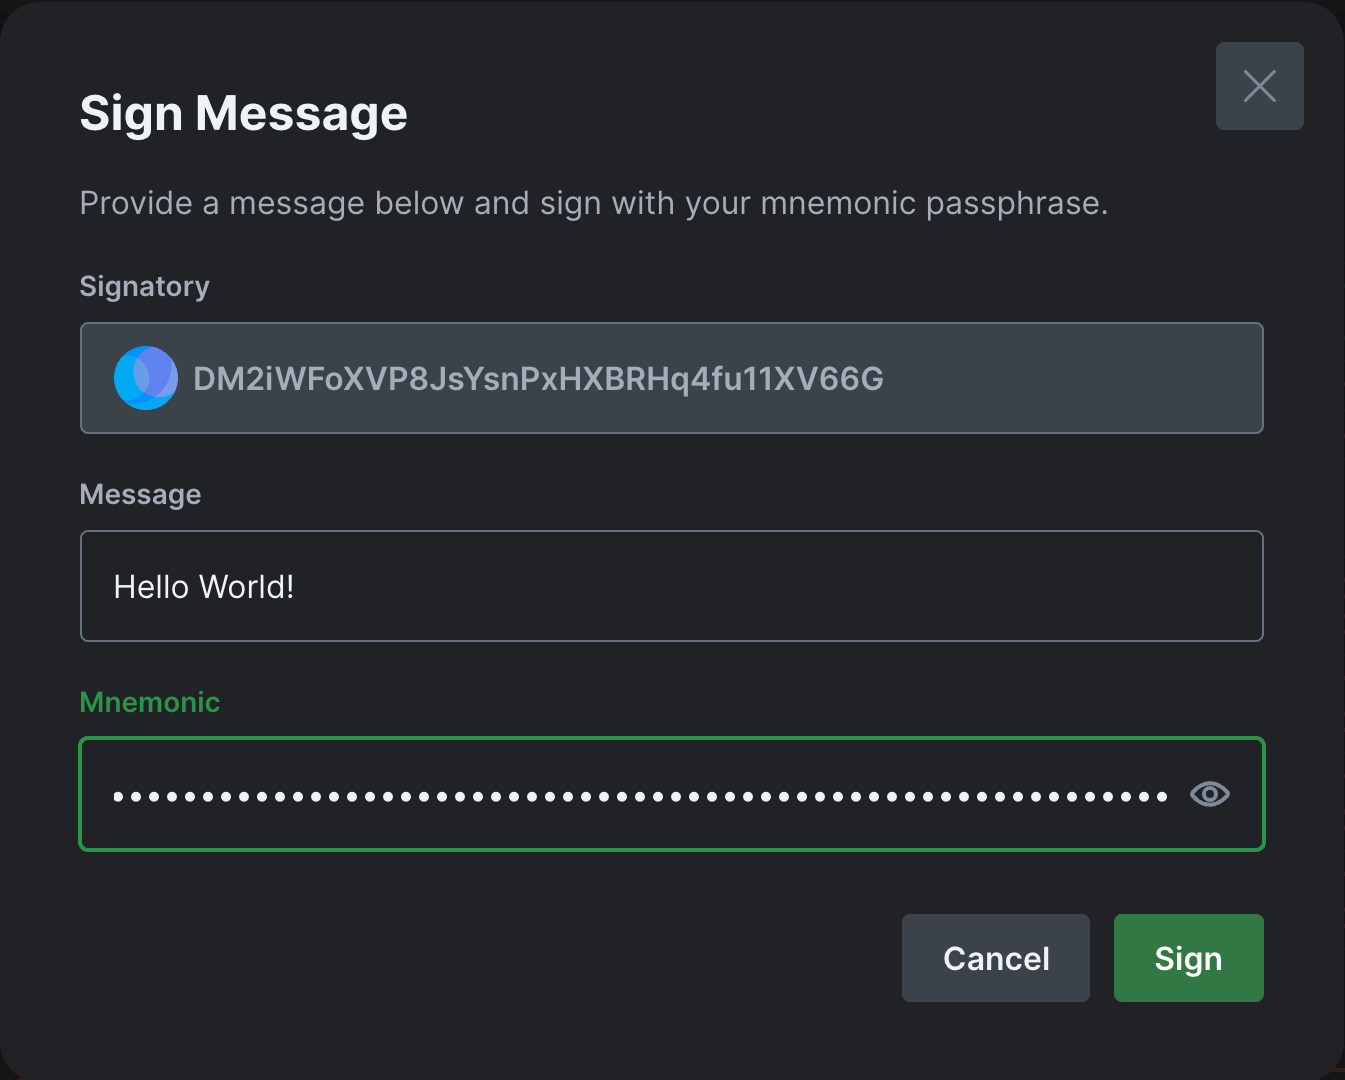 Sign Message
Provide a message below and sign with your mnemonic passphrase.
Signatory
DM2iWFoXVP8JsYsnPxHXBRHq4fu11XV66G
Message
Hello World!
Mnemonic
Cancel
Sign